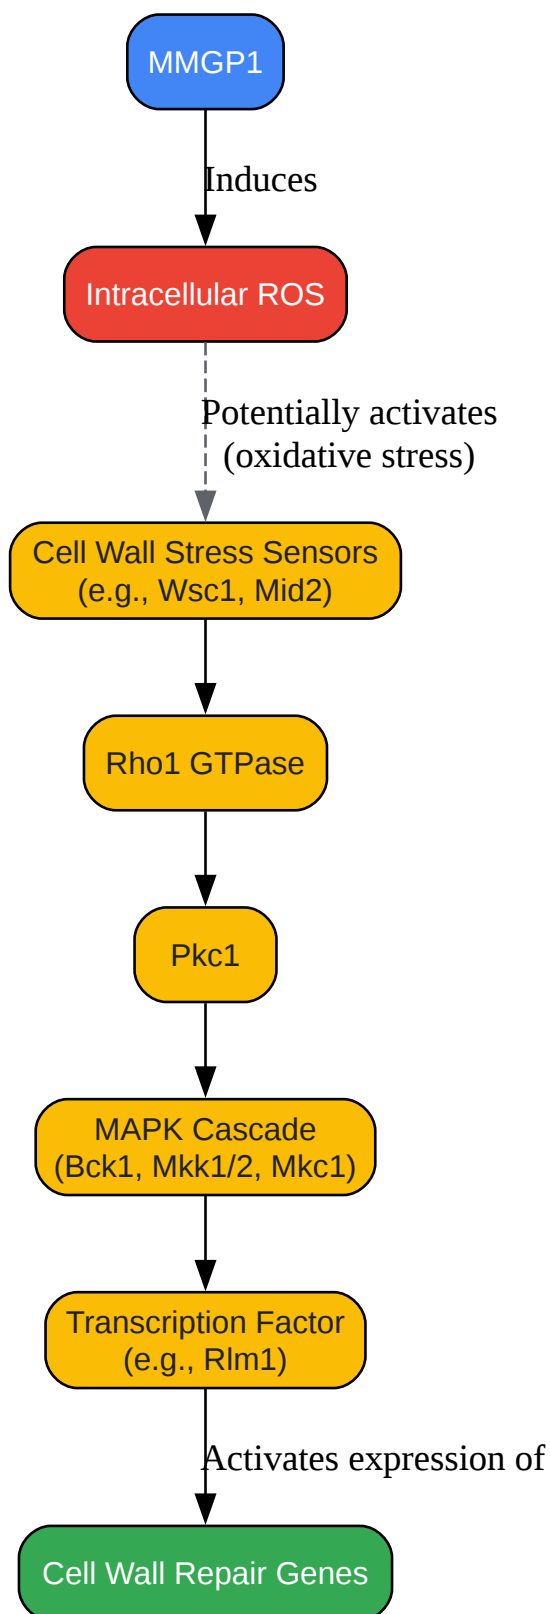 MMGP1
Induces
Intracellular ROS
Potentially activates
(oxidative stress)
Cell Wall Stress Sensors
(e.g., Wsc1, Mid2)
Rho1 GTPase
Pkc1
MAPK Cascade
(Bck1, Mkk1/2, Mkc1)
Transcription Factor
(e.g., Rlm1)
Activates expression of
Cell Wall Repair Genes